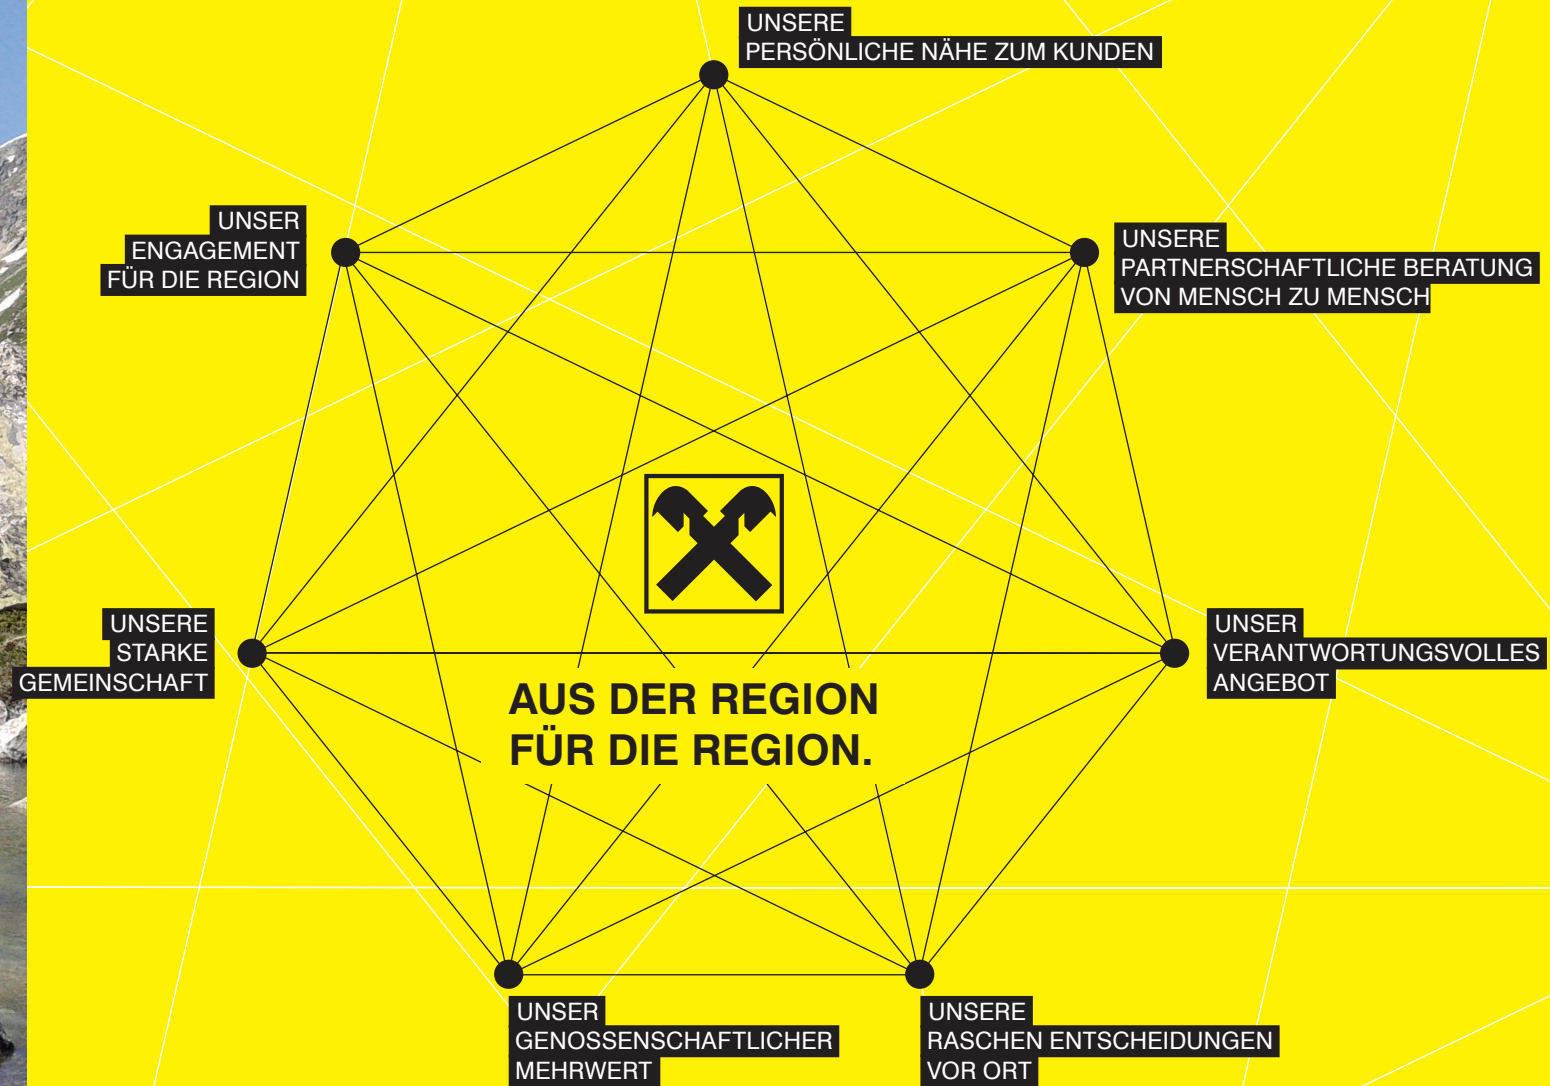 UNSERE
PERSÖNLICHE NÄHE ZUM KUNDEN
UNSER
ENGAGEMENT
FÜR DIE REGION
UNSERE
PARTNERSCHAFTLICHE BERATUNG
VON MENSCH ZU MENSCH
UNSERE
STARKE
GEMEINSCHAFT
UNSER
VERANTWORTUNGSVOLLES
ANGEBOT
AUS DER REGION
FÜR DIE REGION.
UNSER
GENOSSENSCHAFTLICHER
MEHRWERT
UNSERE
RASCHEN ENTSCHEIDUNGEN
VOR ORT